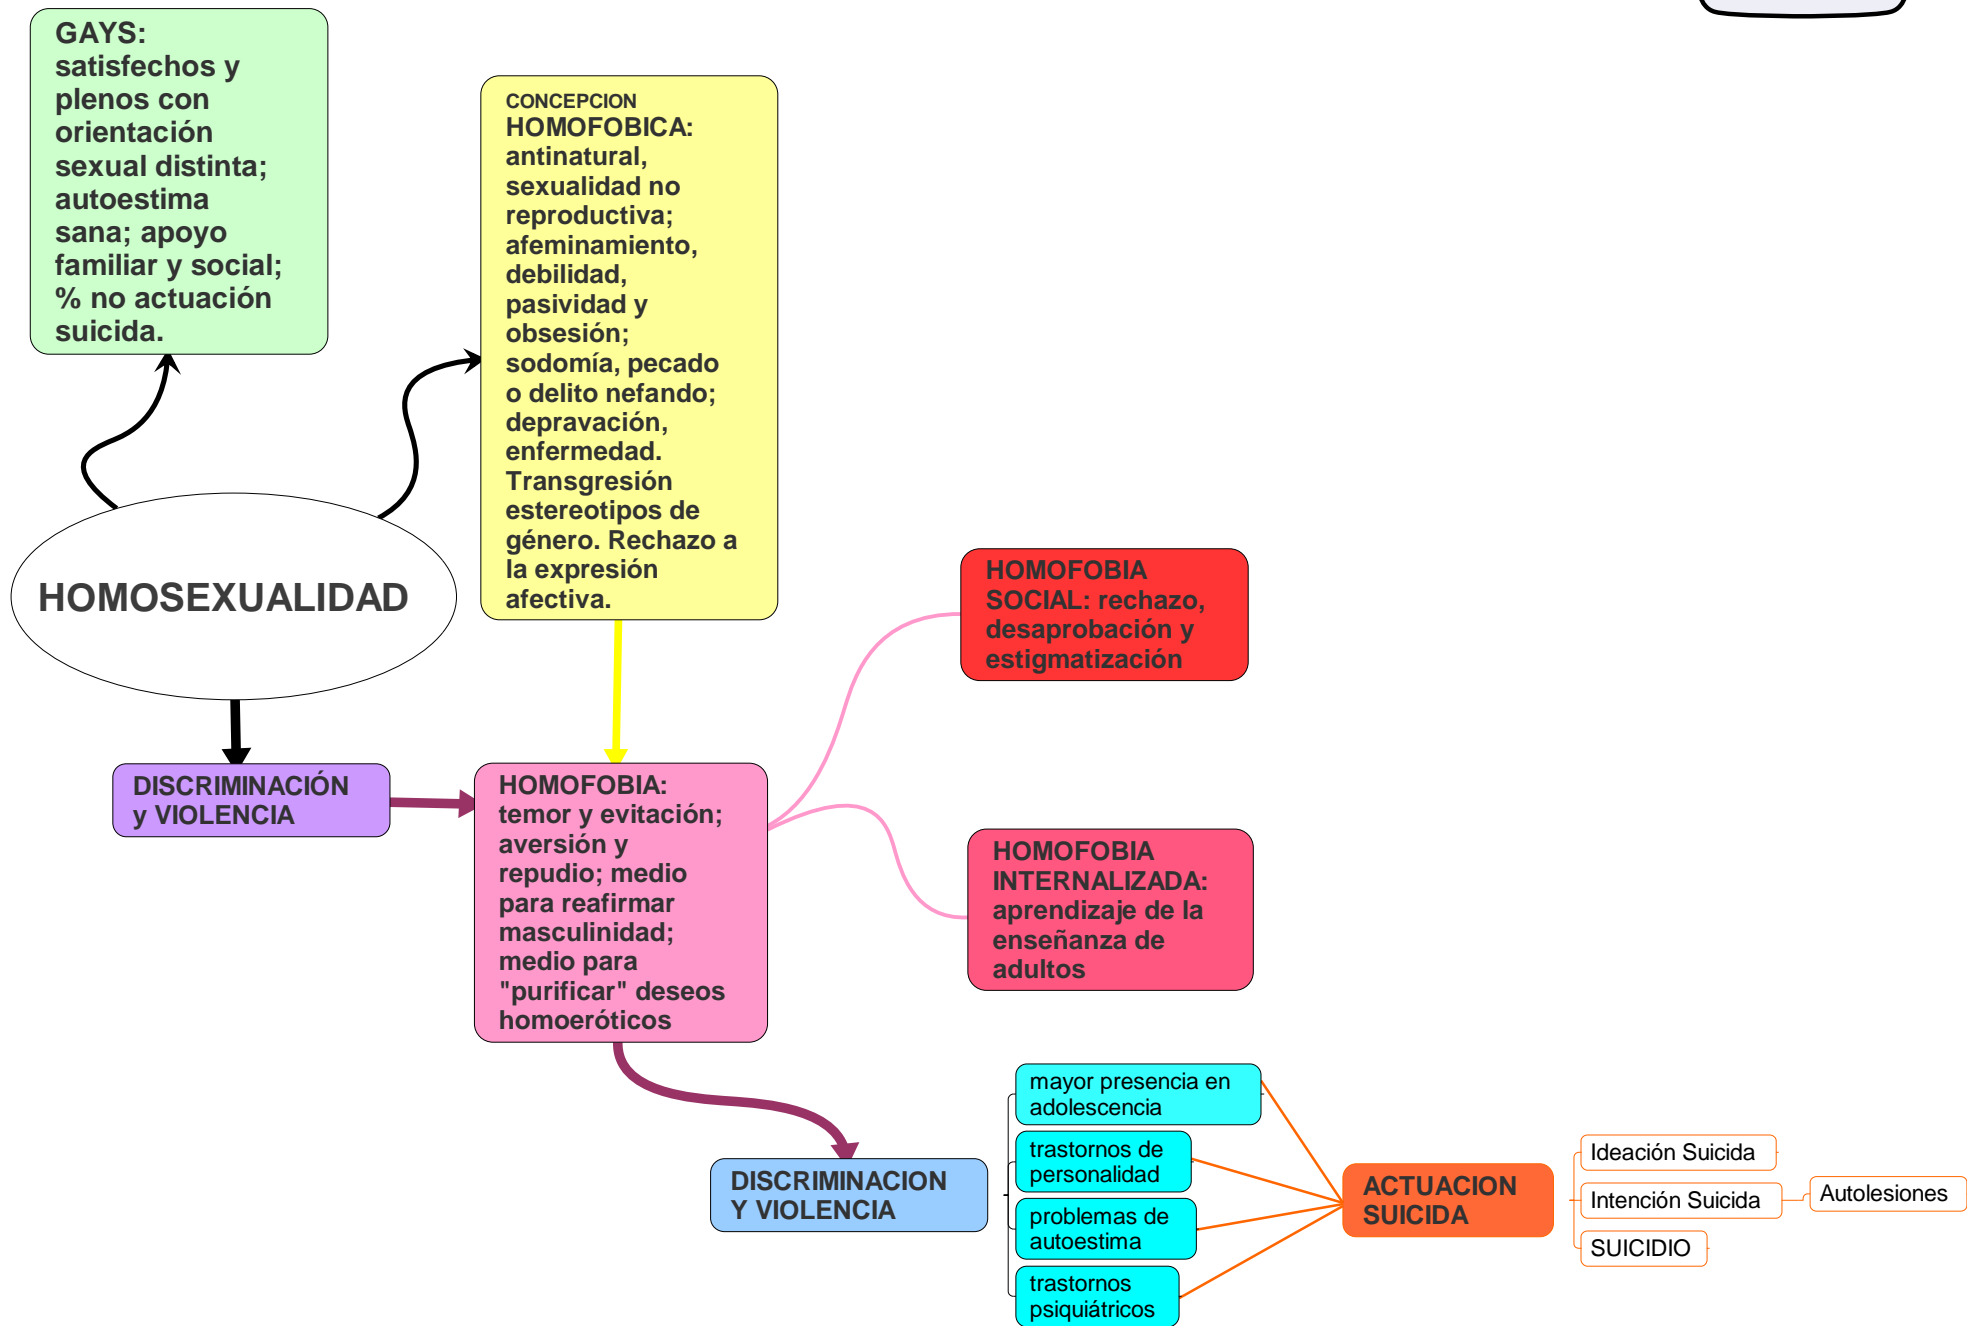 GAYS:
satisfechos y
plenos con
orientación
sexual distinta;
autoestima
sana; apoyo
familiar y social;
% no actuación
suicida.
CONCEPCION
HOMOFOBICA:
antinatural,
sexualidad no
reproductiva;
afeminamiento,
debilidad,
pasividad y
obsesión;
sodomía, pecado
o delito nefando;
depravación,
enfermedad.
Transgresión
estereotipos de
género. Rechazo a
la expresión
afectiva.
HOMOSEXUALIDAD
HOMOFOBIA
SOCIAL: rechazo,
desaprobación y
estigmatización
DISCRIMINACIÓN
y VIOLENCIA
HOMOFOBIA:
temor y evitación;
aversión y
repudio; medio
para reafirmar
masculinidad;
medio para
"purificar" deseos
homoeróticos
HOMOFOBIA
INTERNALIZADA:
aprendizaje de la
enseñanza de
adultos
DISCRIMINACION
Y VIOLENCIA
mayor presencia en
adolescencia
trastornos de
personalidad
problemas de
autoestima
trastornos
psiquiátricos
ACTUACION
SUICIDA
Ideación Suicida
Intención Suicida
Autolesiones
SUICIDIO